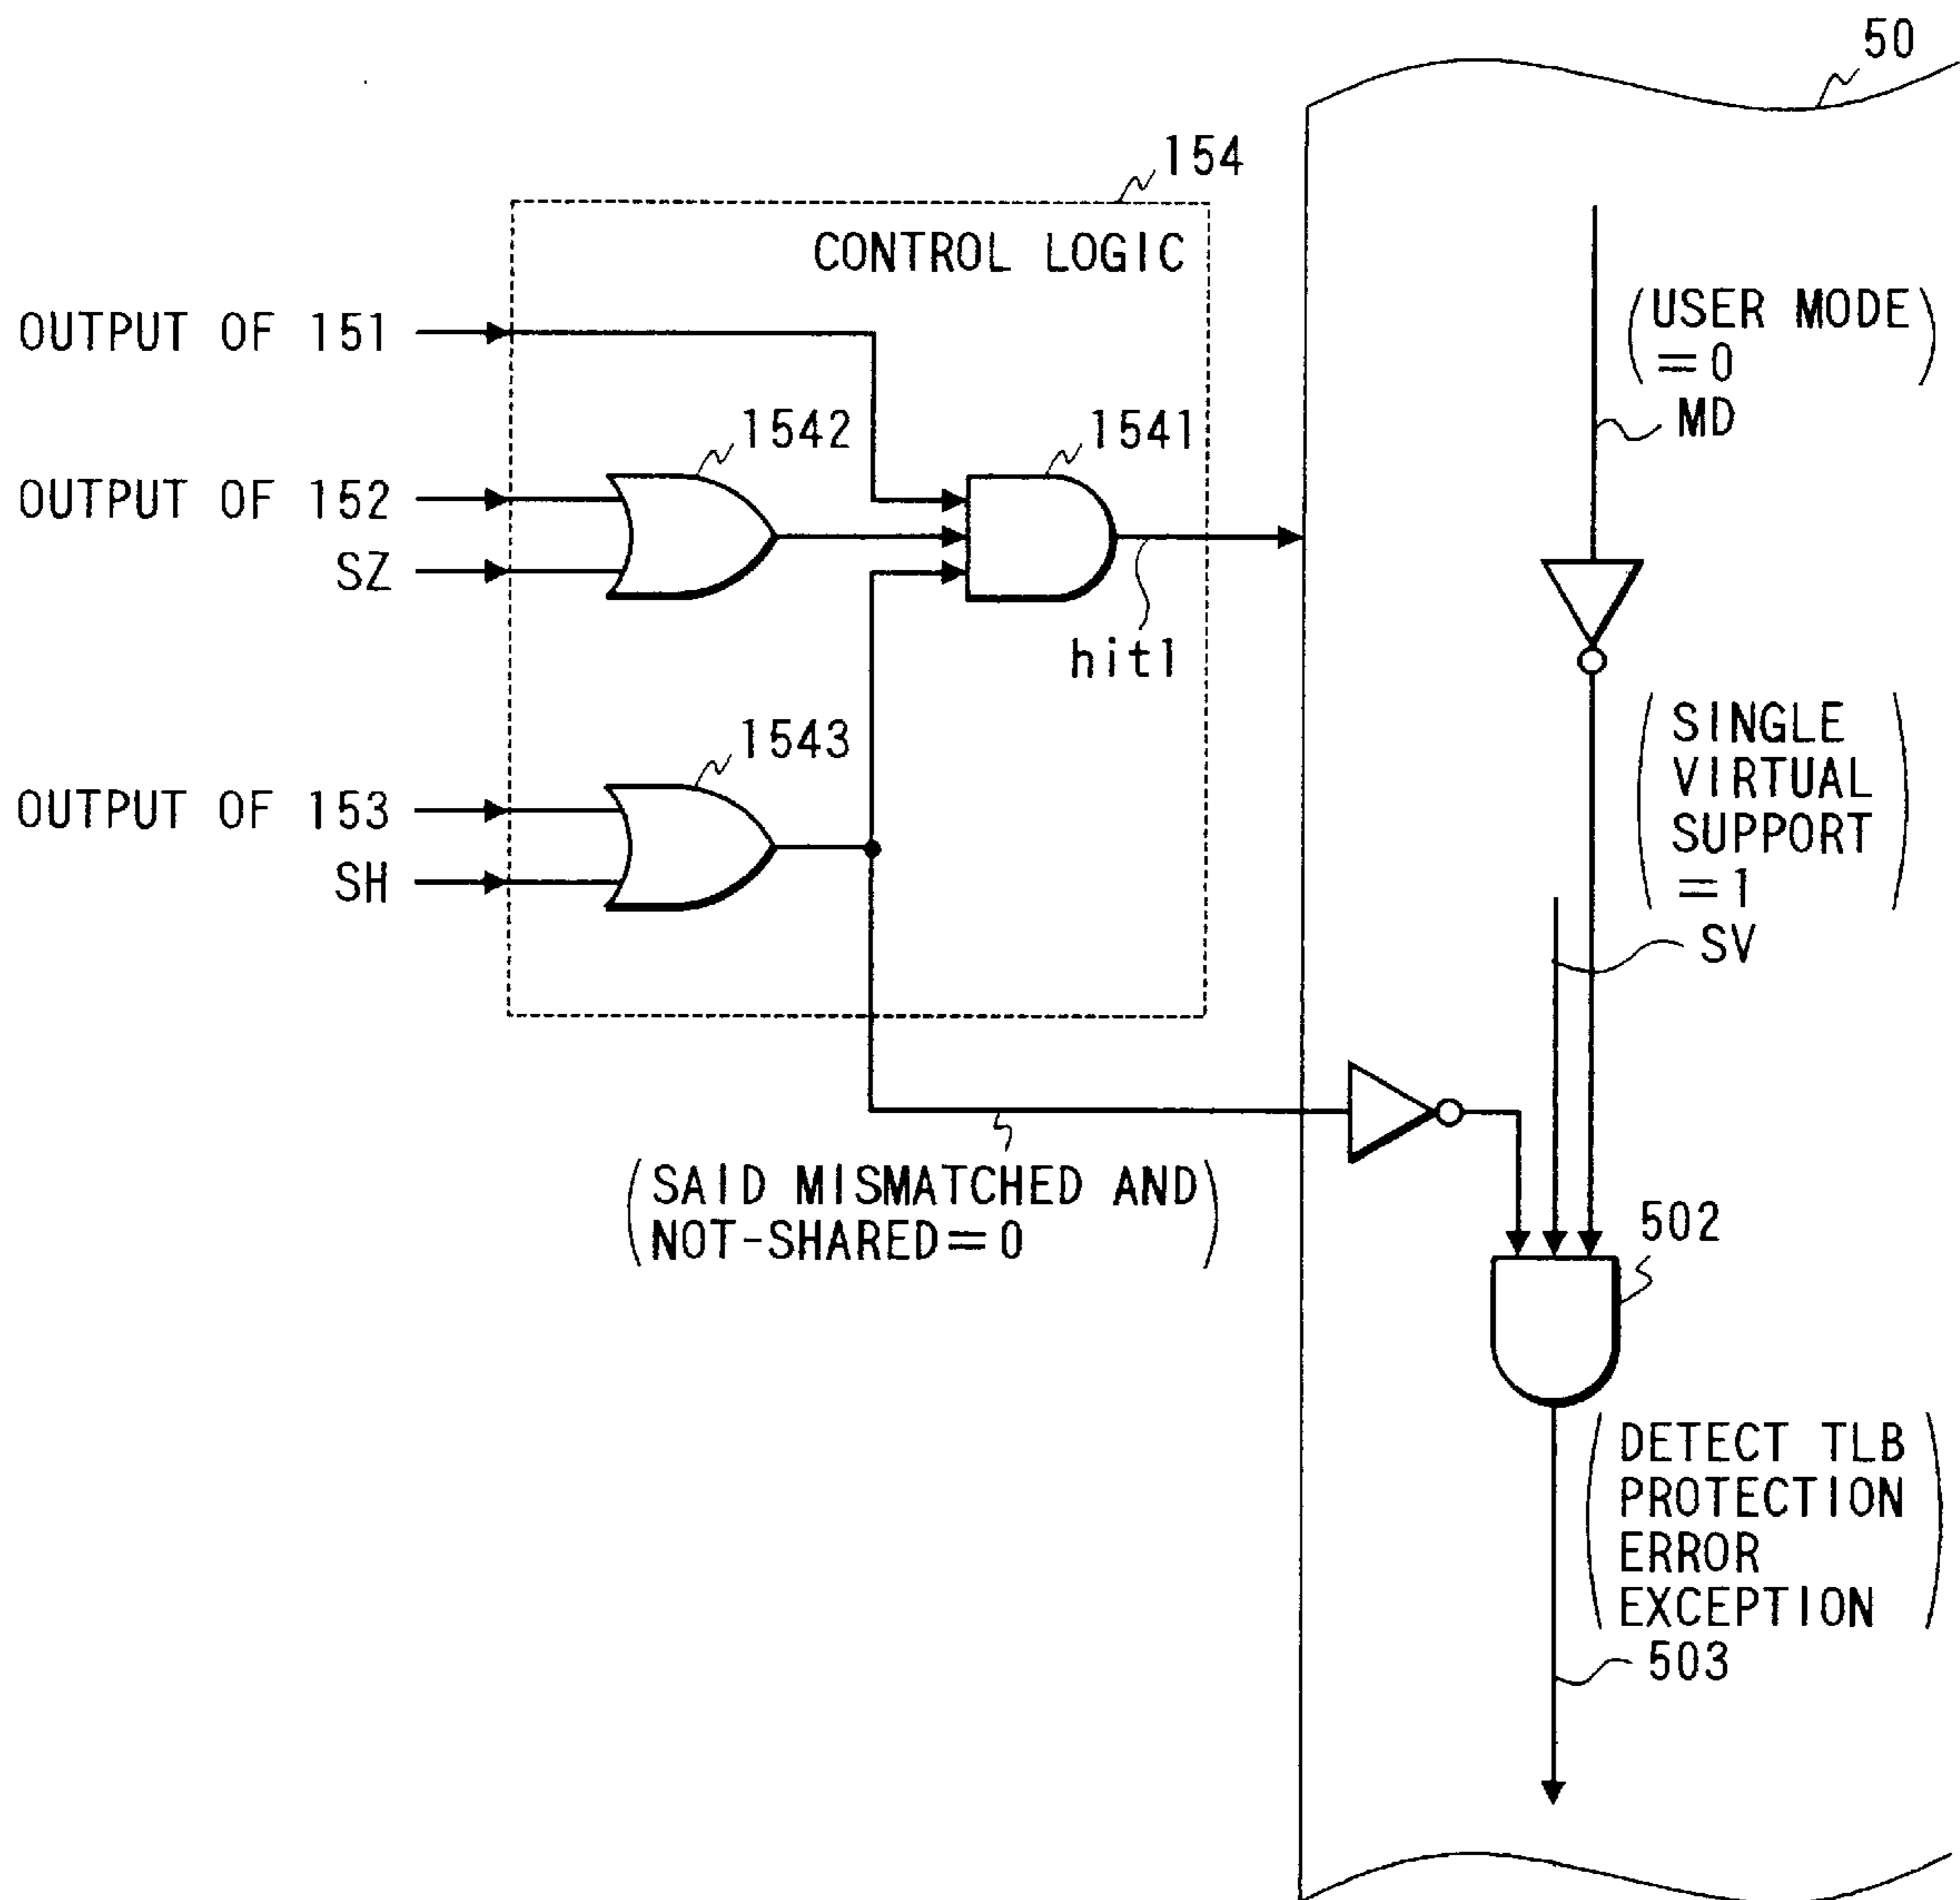 50
154
CONTROL LOGIC
OUTPUT OF 151
(USER MODE
=0)
MD
1542
1541
OUTPUT OF 152
SZ
hit1
1543
(SINGLE
VIRTUAL
SUPPORT
=1)
SV
OUTPUT OF 153
SH
(SAID MISMATCHED AND
NOT-SHARED=0)
502
(DETECT TLB
PROTECTION
ERROR
EXCEPTION)
503